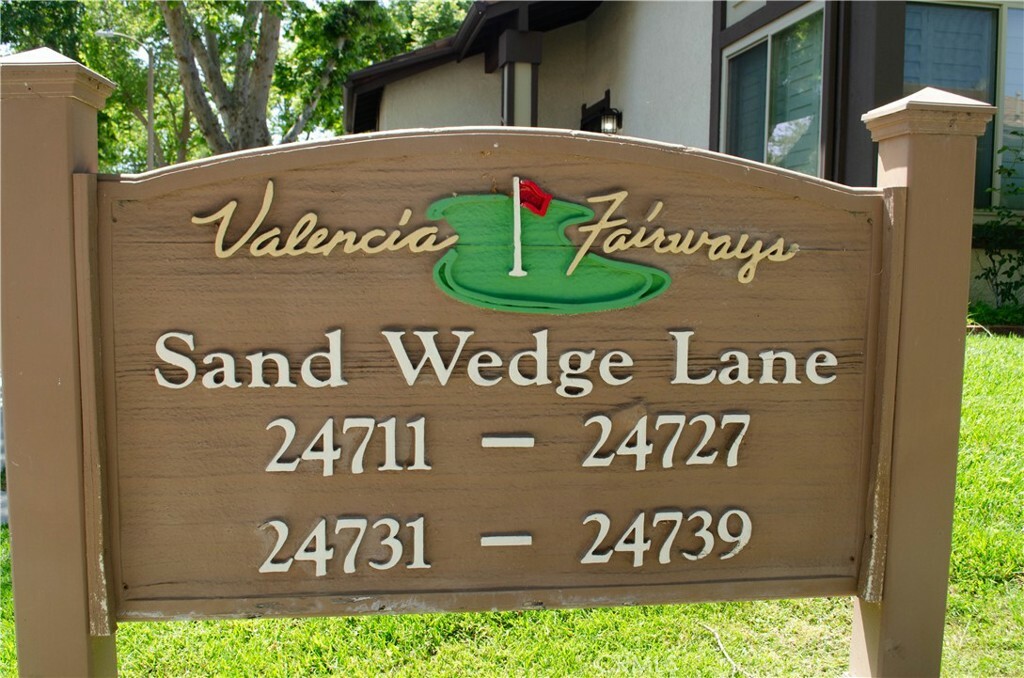 Valencia Fairways
Sand Wedge Lane
24711 – 24727
24731 – 24739